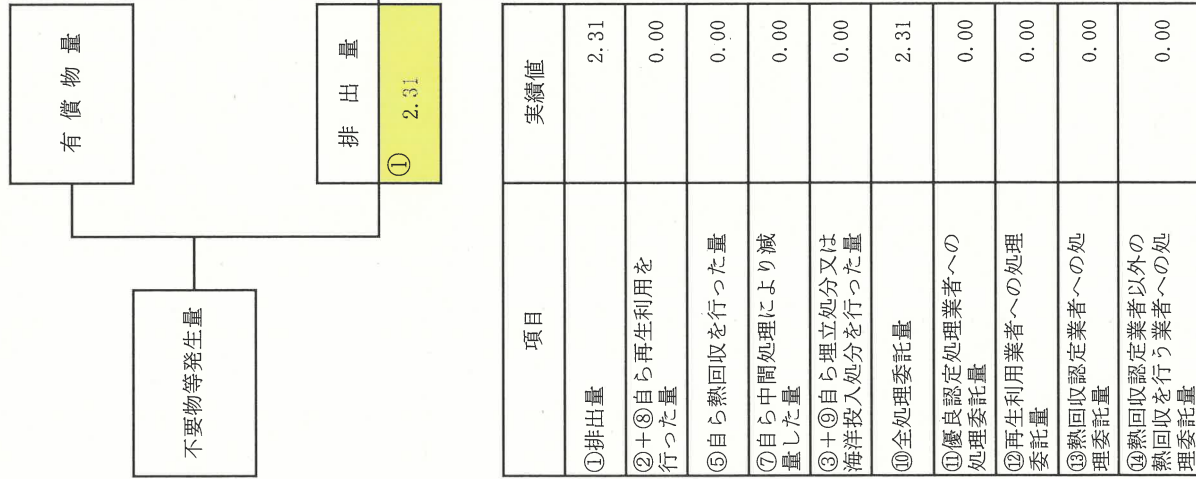 有償物量
不要物等発生量
排出量
① 2.31
項目 実績値
①排出量 2.31
②+⑧自ら再生利用を
行った量 0.00
⑤自ら熱回収を行った量 0.00
⑦自ら中間処理により減
量した量 0.00
③+⑨自ら埋立処分又は
海洋投入処分を行った量 0.00
⑩全処理委託量 2.31
⑪優良認定処理業者への
処理委託量 0.00
⑫再生利用業者への処理
委託量 0.00
⑬熱回収認定業者への処
理委託量 0.00
⑭熱回収認定業者以外の
熱回収を行う業者への処
理委託量 0.00